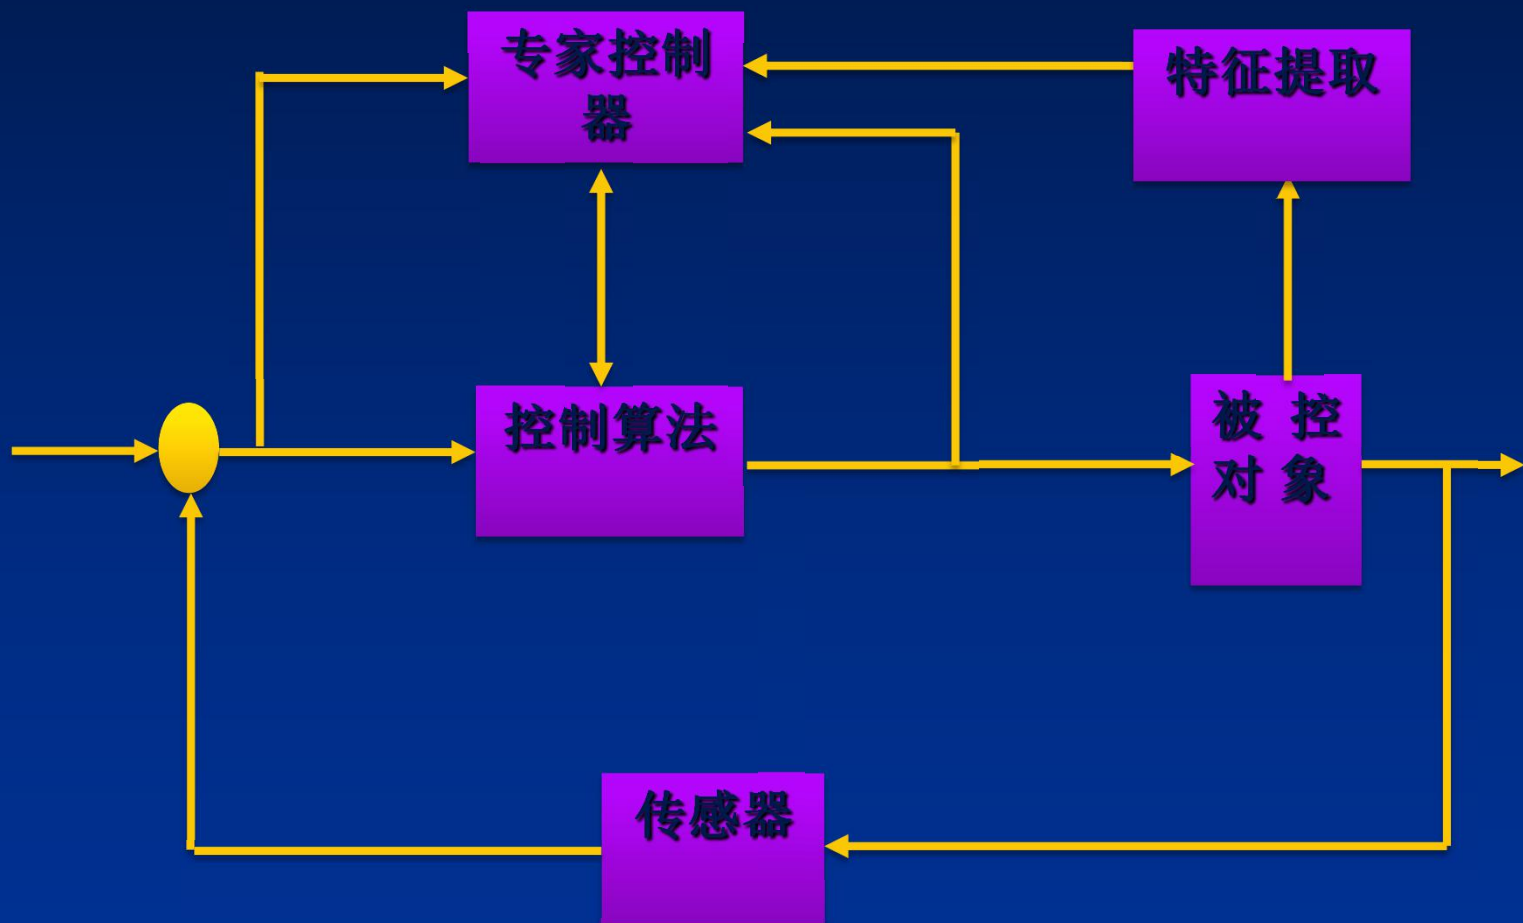 专家控制
器
特征提取
控制算法
被 控
对 象
传感器